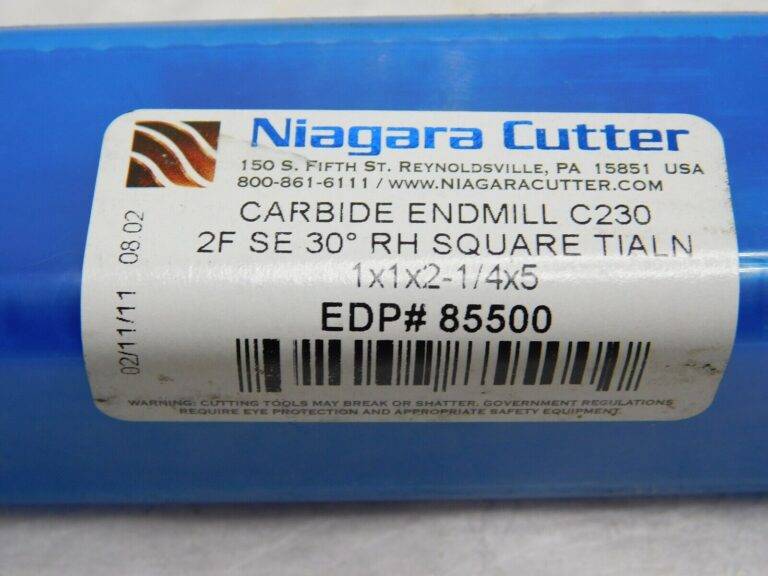 Niagara Cutter
150 S. FIFTH ST. REYNOLDSVILLE, PA 15851 USA
800-861-6111 / WWW.NIAGARACUTTER.COM
CARBIDE ENDMILL C230
2F SE 30° RH SQUARE TIALN
1x1x2-1/4x5
EDP# 85500
WARNING: CUTTING TOOLS MAY BREAK OR SHATTER. GOVERNMENT REGULATIONS
REQUIRE EYE PROTECTION AND APPROPRIATE SAFETY EQUIPMENT.
02/11/11 08.02